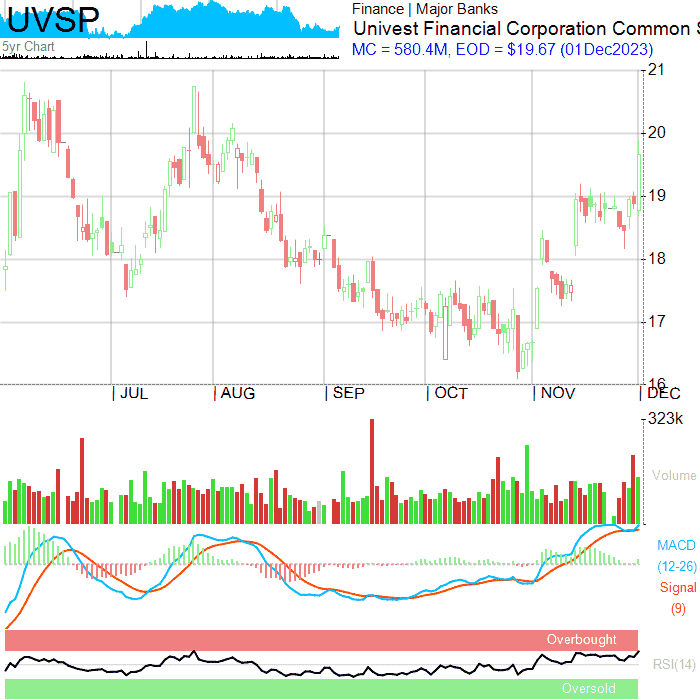 UVSP
5yr Chart
Finance | Major Banks
Univest Financial Corporation Common S
MC = 580.4M, EOD = $19.67 (01Dec2023)
21
20
19
18
17
16
| JUL | AUG | SEP | OCT | NOV | DEC
323k
Volume
MACD
(12-26)
Signal
(9)
Overbought
RSI(14)
Oversold